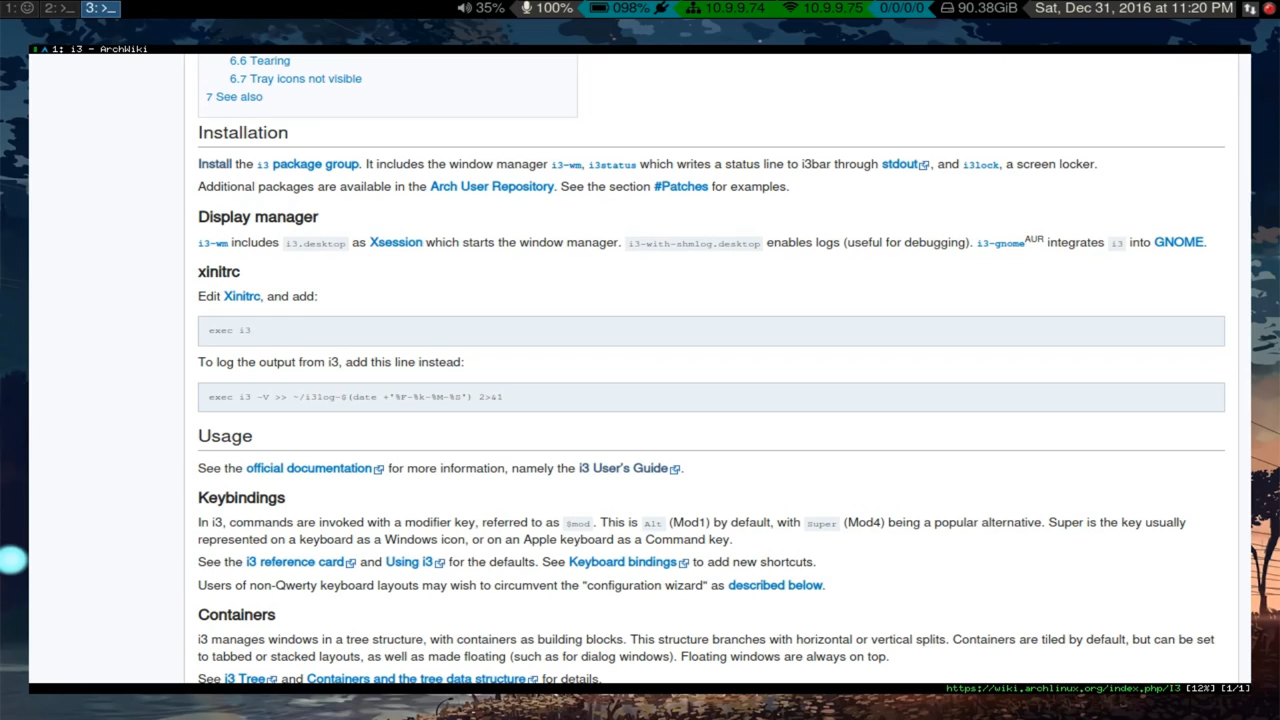 1: 2: >_ 3: >_ 35% 100% 098% 10.9.9.74 10.9.9.75 0/0/0/0 90.38GiB Sat, Dec 31, 2016 at 11:20 PM
1: i3 - ArchWiki
6.6 Tearing
6.7 Tray icons not visible
7 See also
Installation
Install the i3 package group. It includes the window manager i3-wm, i3status which writes a status line to i3bar through stdout, and i3lock, a screen locker.
Additional packages are available in the Arch User Repository. See the section #Patches for examples.
Display manager
i3-wm includes i3.desktop as Xsession which starts the window manager. i3-with-shmlog.desktop enables logs (useful for debugging). i3-gnomeAUR integrates i3 into GNOME.
xinitrc
Edit Xinitrc, and add:
exec i3
To log the output from i3, add this line instead:
exec i3 -V >> ~/i3log-$(date +'%F-%k-%M-%S') 2>&1
Usage
See the official documentation for more information, namely the i3 User's Guide.
Keybindings
In i3, commands are invoked with a modifier key, referred to as $mod. This is Alt (Mod1) by default, with Super (Mod4) being a popular alternative. Super is the key usually
represented on a keyboard as a Windows icon, or on an Apple keyboard as a Command key.
See the i3 reference card and Using i3 for the defaults. See Keyboard bindings to add new shortcuts.
Users of non-Qwerty keyboard layouts may wish to circumvent the "configuration wizard" as described below.
Containers
i3 manages windows in a tree structure, with containers as building blocks. This structure branches with horizontal or vertical splits. Containers are tiled by default, but can be set
to tabbed or stacked layouts, as well as made floating (such as for dialog windows). Floating windows are always on top.
See i3 Tree and Containers and the tree data structure for details.
https://wiki.archlinux.org/index.php/I3 [12%] [1/1]